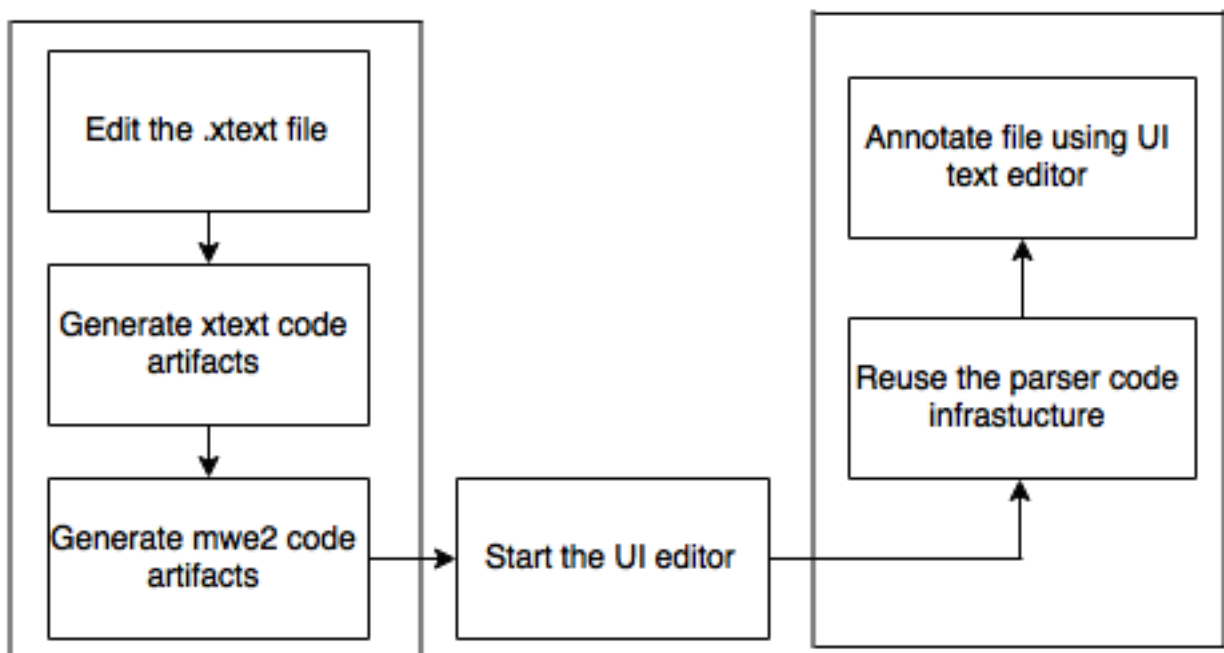 Edit the .xtext file
Generate xtext code
artifacts
Generate mwe2 code
artifacts
Start the UI editor
Reuse the parser code
infrastucture
Annotate file using UI
text editor